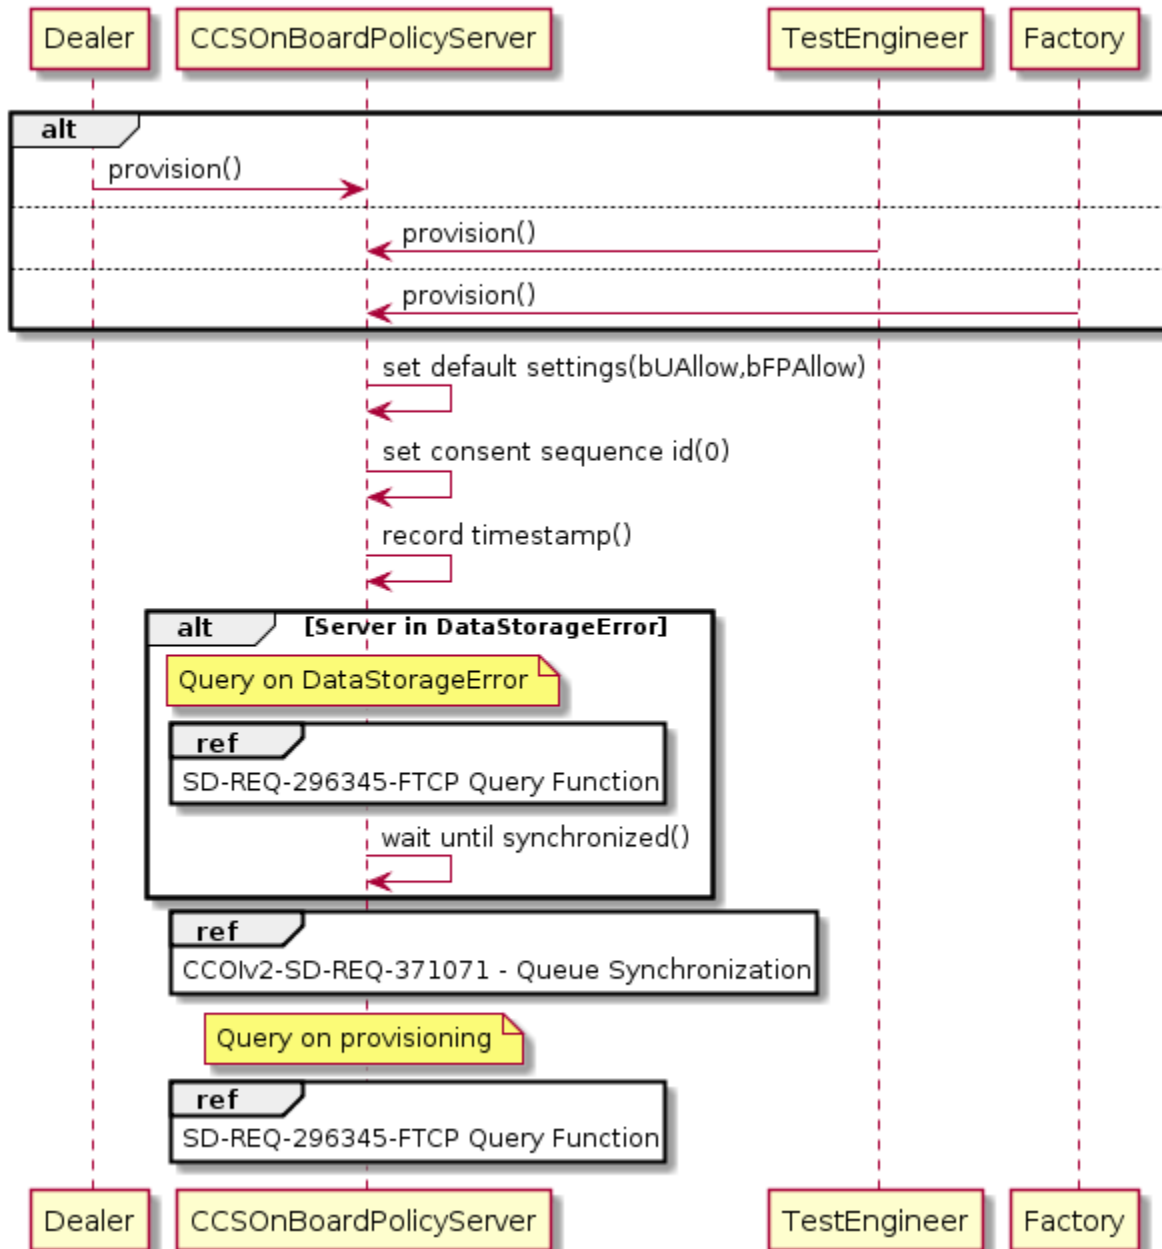 Dealer
CCSOnBoardPolicyServer
TestEngineer
Factory
alt
provision()
provision()
provision()
set default settings(bUAllow,bFPAllow)
set consent sequence id(0)
record timestamp()
alt
[Server in DataStorageError]
Query on DataStorageError
ref
SD-REQ-296345-FTCP Query Function
wait until synchronized()
ref
CCOIv2-SD-REQ-371071 - Queue Synchronization
Query on provisioning
ref
SD-REQ-296345-FTCP Query Function
Dealer
CCSOnBoardPolicyServer
TestEngineer
Factory